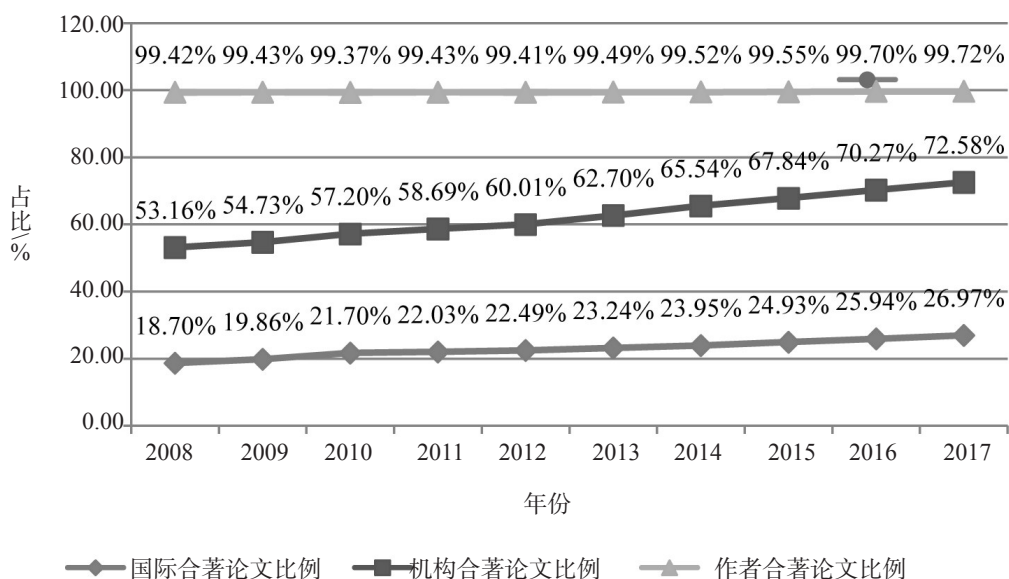 120.00
99.42% 99.43% 99.37% 99.43% 99.41% 99.49% 99.52% 99.55% 99.70% 99.72%
100.00
80.00
53.16% 54.73% 57.20% 58.69% 60.01% 62.70% 65.54% 67.84% 70.27% 72.58%
占比/%
60.00
40.00
18.70% 19.86% 21.70% 22.03% 22.49% 23.24% 23.95% 24.93% 25.94% 26.97%
20.00
0.00
2008 2009 2010 2011 2012 2013 2014 2015 2016 2017
年份
国际合著论文比例 机构合著论文比例 作者合著论文比例